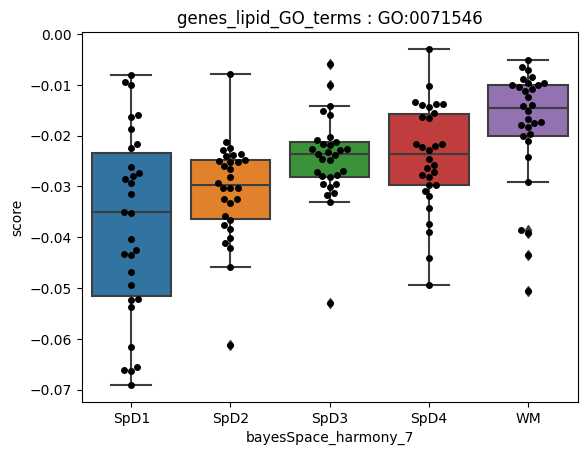 genes_lipid_GO_terms : GO:0071546
0.00
−0.01
−0.02
−0.03
−0.04
−0.05
−0.06
−0.07
score
SpD1 SpD2 SpD3 SpD4 WM
bayesSpace_harmony_7